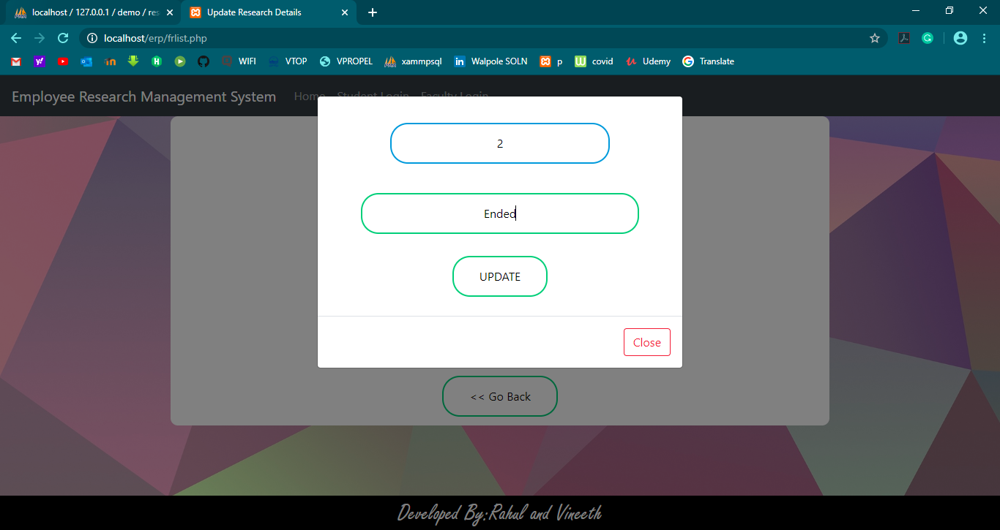 localhost / 127.0.0.1 / demo / res
Update Research Details
localhost/erp/frlist.php
WIFI VTOP VPROPEL xammpsql Walpole SOLN p covid Udemy Translate
Employee Research Management System Home Student Login Faculty Login
2
Ended
UPDATE
Close
<< Go Back
Developed By:Rahul and Vineeth